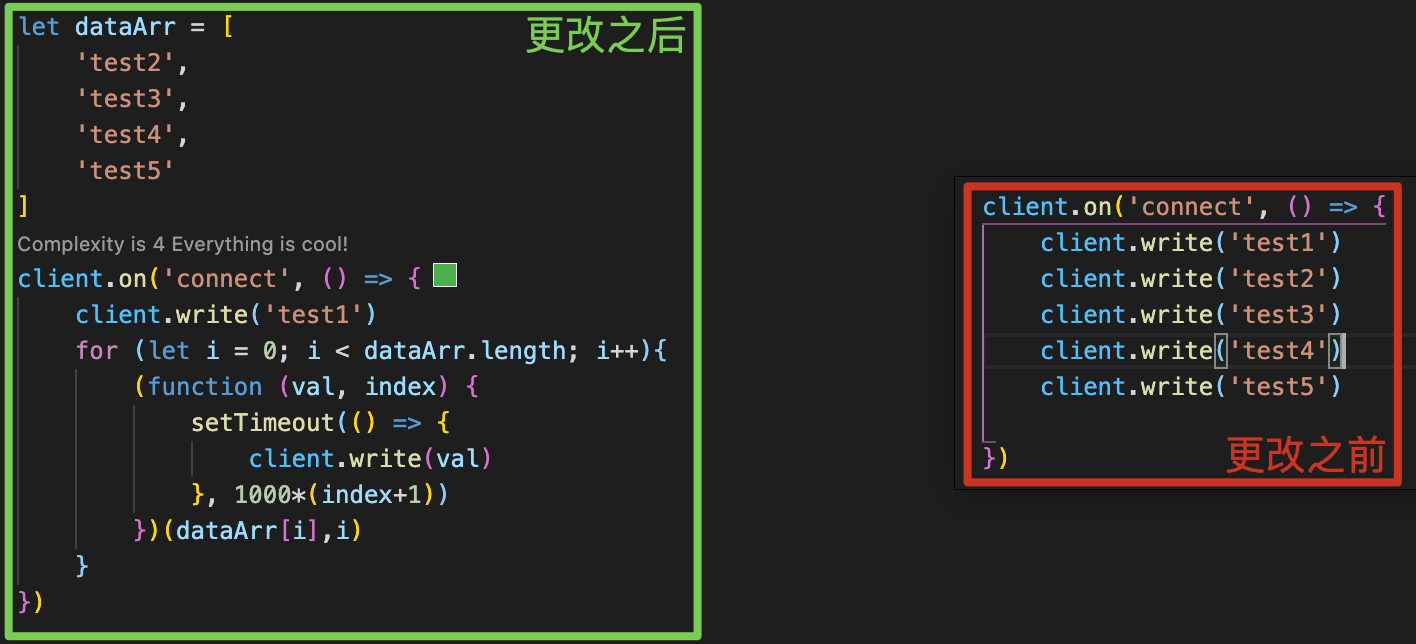 更改之后
let dataArr = [
    'test2',
    'test3',
    'test4',
    'test5'
]
Complexity is 4 Everything is cool!
client.on('connect', () => {
    client.write('test1')
    for (let i = 0; i < dataArr.length; i++){
        (function (val, index) {
            setTimeout(() => {
                client.write(val)
            }, 1000*(index+1))
        })(dataArr[i],i)
    }
})
client.on('connect', () => {
    client.write('test1')
    client.write('test2')
    client.write('test3')
    client.write('test4')
    client.write('test5')
})
更改之前